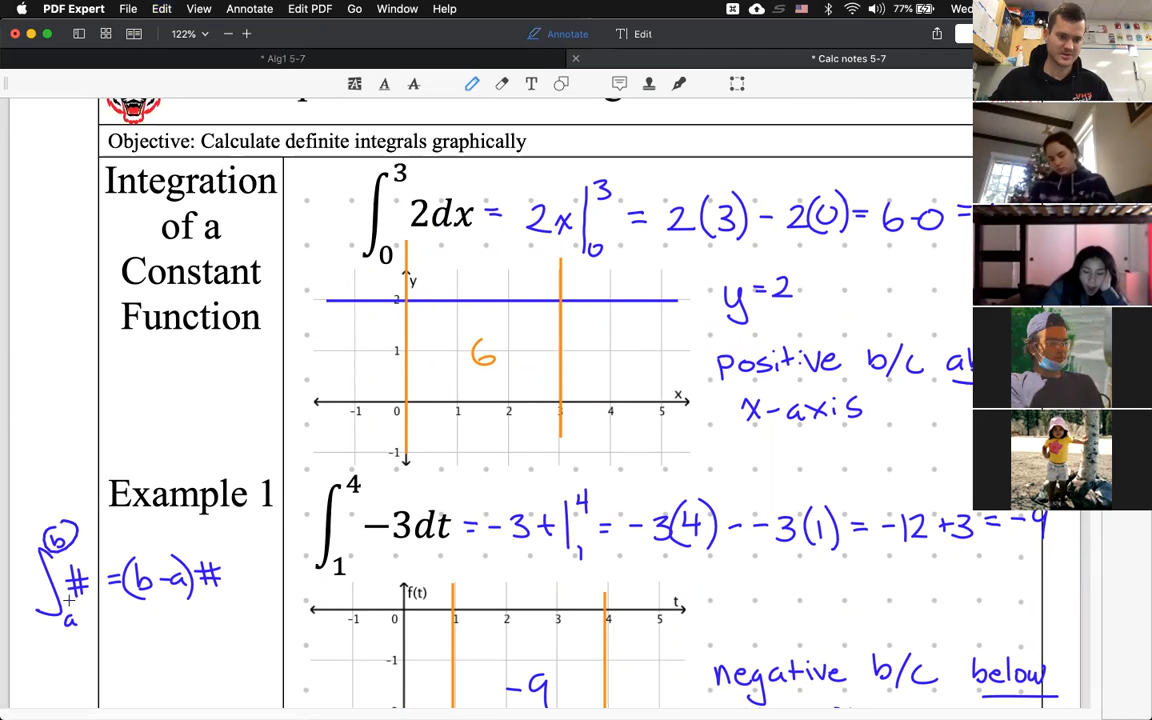 PDF Expert File Edit View Annotate Edit PDF Go Window Help 77% Wed
122% Annotate Edit
* Alg1 5-7 * Calc notes 5-7
Objective: Calculate definite integrals graphically
Integration
of a
Constant
Function
∫₀³ 2dx = 2x|₀³ = 2(3) - 2(0) = 6-0 =
y
2
1
-1 0 1 2 3 4 5 x
-1
6
y=2
positive b/c
x-axis
Example 1
∫₁⁴ −3dt = -3t|₁⁴ = -3(4) - -3(1) = -12+3 = -9
∫ₐᵇ # = (b-a)#
f(t) t
-1 0 1 2 3 4 5
-1
-9
negative b/c below